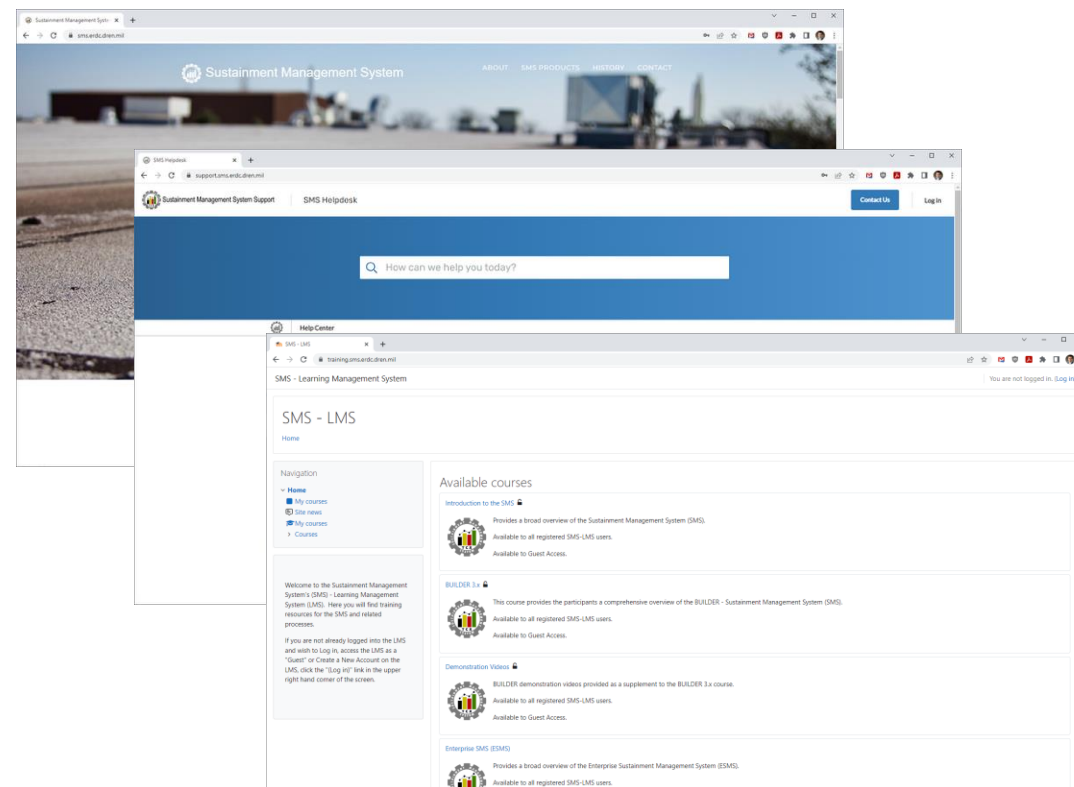 Sustainment Management Syste
smserdc.dren.mil
Sustainment Management System
ABOUT SMS PRODUCTS HISTORY CONTACT
SMS Helpdesk
support.sms.erdc.dren.mil
Sustainment Management System Support SMS Helpdesk Contact Us Log in
How can we help you today?
Help Center
SMS - LMS
training.sms.erdc.dren.mil
SMS - Learning Management System You are not logged in. (Log in
SMS - LMS
Home
Navigation
Home
My courses
Site news
My courses
Courses
Welcome to the Sustainment Management
System's (SMS) - Learning Management
System (LMS). Here you will find training
resources for the SMS and related
processes.
If you are not already logged into the LMS
and wish to Log in, access the LMS as a
"Guest" or Create a New Account on the
LMS, click the "(Log in)" link in the upper
right hand corner of the screen.
Available courses
Introduction to the SMS
Provides a broad overview of the Sustainment Management System (SMS).
Available to all registered SMS-LMS users.
Available to Guest Access.
BUILDER 3.x
This course provides the participants a comprehensive overview of the BUILDER - Sustainment Management System (SMS).
Available to all registered SMS-LMS users.
Available to Guest Access.
Demonstration Videos
BUILDER demonstration videos provided as a supplement to the BUILDER 3.x course.
Available to all registered SMS-LMS users.
Available to Guest Access.
Enterprise SMS (ESMS)
Provides a broad overview of the Enterprise Sustainment Management System (ESMS).
Available to all registered SMS-LMS users.